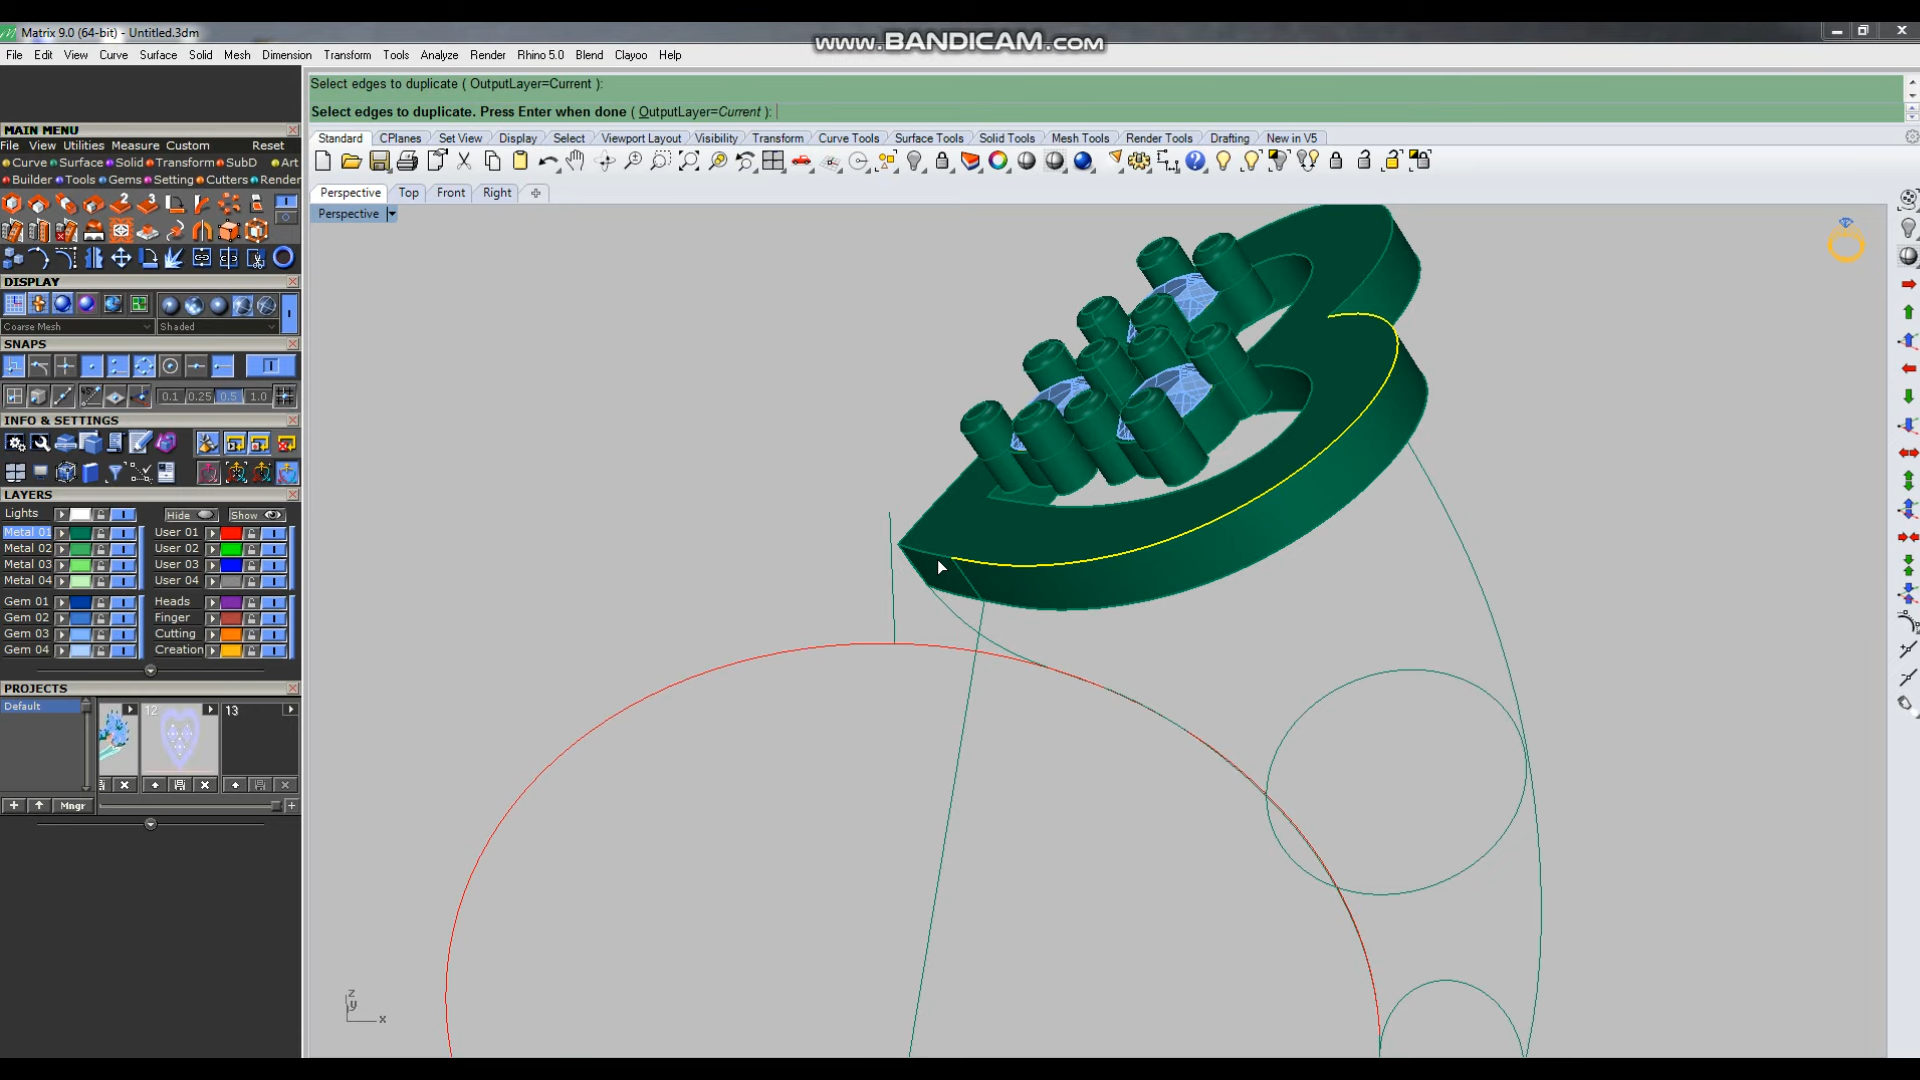 Matrix 9.0 (64-bit) - Untitled.3dm
www.BANDICAM.com
File Edit View Curve Surface Solid Mesh Dimension Transform Tools Analyze Render Rhino 5.0 Blend Clayoo Help
Select edges to duplicate ( OutputLayer=Current ):
Select edges to duplicate. Press Enter when done ( OutputLayer=Current ):
Standard CPlanes Set View Display Select Viewport Layout Visibility Transform Curve Tools Surface Tools Solid Tools Mesh Tools Render Tools Drafting New in V5
MAIN MENU
File View Utilities Measure Custom Reset
Curve Surface Solid Transform SubD Art
Builder Tools Gems Setting Cutters Render
2 3
Perspective Top Front Right
Perspective
DISPLAY
Coarse Mesh Shaded
SNAPS
0.1 0.25 0.5 1.0
INFO & SETTINGS
LAYERS
Lights Hide Show
Metal 01 User 01
Metal 02 User 02
Metal 03 User 03
Metal 04 User 04
Gem 01 Heads
Gem 02 Finger
Gem 03 Cutting
Gem 04 Creation
PROJECTS
Default 12 13
Mngr
z
y
x